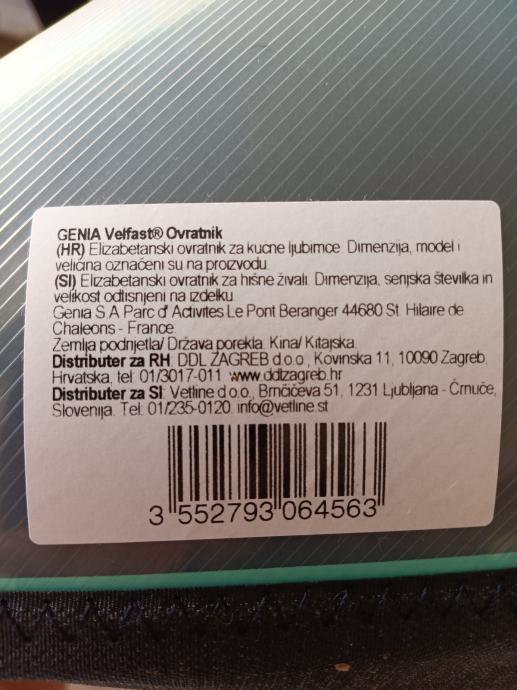 GENIA Velfast® Ovratnik
(HR) Elizabetanski ovratnik za kućne ljubimce. Dimenzija, model i
veličina označeni su na proizvodu.
(SI) Elizabetanski ovratnik za hišne živali. Dimenzija, serijska številka in
velikost odtisnjeni na izdelku.
Genia S.A Parc d' Activites Le Pont Beranger 44680 St. Hilaire de
Chaleons - France.
Zemlja podrijetla/ Država porekla: Kina/ Kitajska.
Distributer za RH: DDL ZAGREB d.o.o., Kovinska 11, 10090 Zagreb,
Hrvatska, tel: 01/3017-011 www.ddlzagreb.hr
Distributer za SI: Vetline d.o.o., Brnčičeva 51, 1231 Ljubljana - Črnuče,
Slovenija. Tel: 01/235-0120. info@vetline.st
3 552793 064563